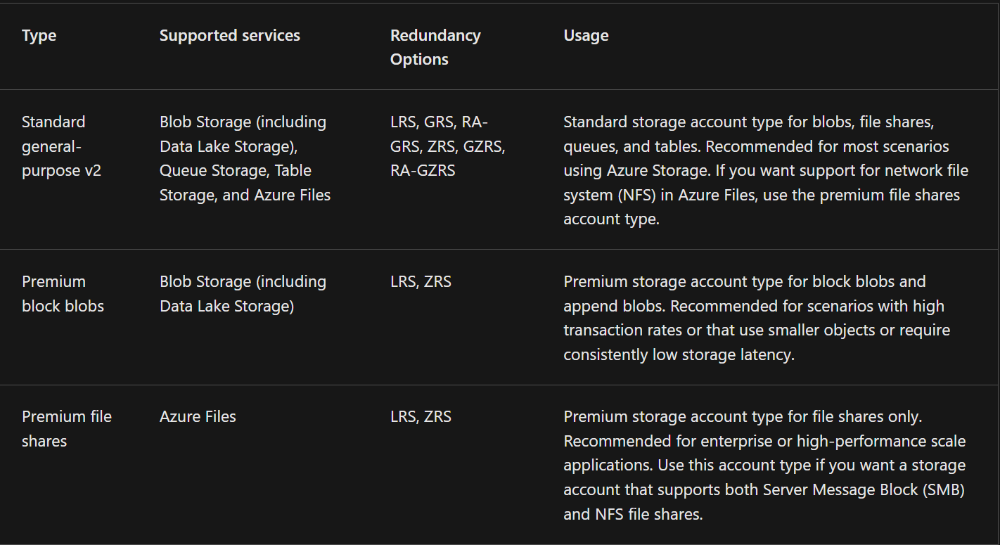 Type
Supported services
Redundancy
Options
Usage
Standard
general-
purpose v2
Blob Storage (including
Data Lake Storage),
Queue Storage, Table
Storage, and Azure Files
LRS, GRS, RA-
GRS, ZRS, GZRS,
RA-GZRS
Standard storage account type for blobs, file shares,
queues, and tables. Recommended for most scenarios
using Azure Storage. If you want support for network file
system (NFS) in Azure Files, use the premium file shares
account type.
Premium
block blobs
Blob Storage (including
Data Lake Storage)
LRS, ZRS
Premium storage account type for block blobs and
append blobs. Recommended for scenarios with high
transaction rates or that use smaller objects or require
consistently low storage latency.
Premium file
shares
Azure Files
LRS, ZRS
Premium storage account type for file shares only.
Recommended for enterprise or high-performance scale
applications. Use this account type if you want a storage
account that supports both Server Message Block (SMB)
and NFS file shares.